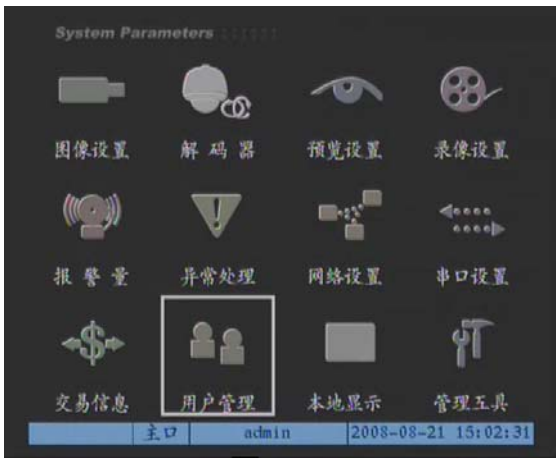 System Parameters
图像设置 解码器 预览设置 录像设置
报警量 异常处理 网络设置 串口设置
交易信息 用户管理 本地显示 管理工具
主口 admin 2008-08-21 15:02:31